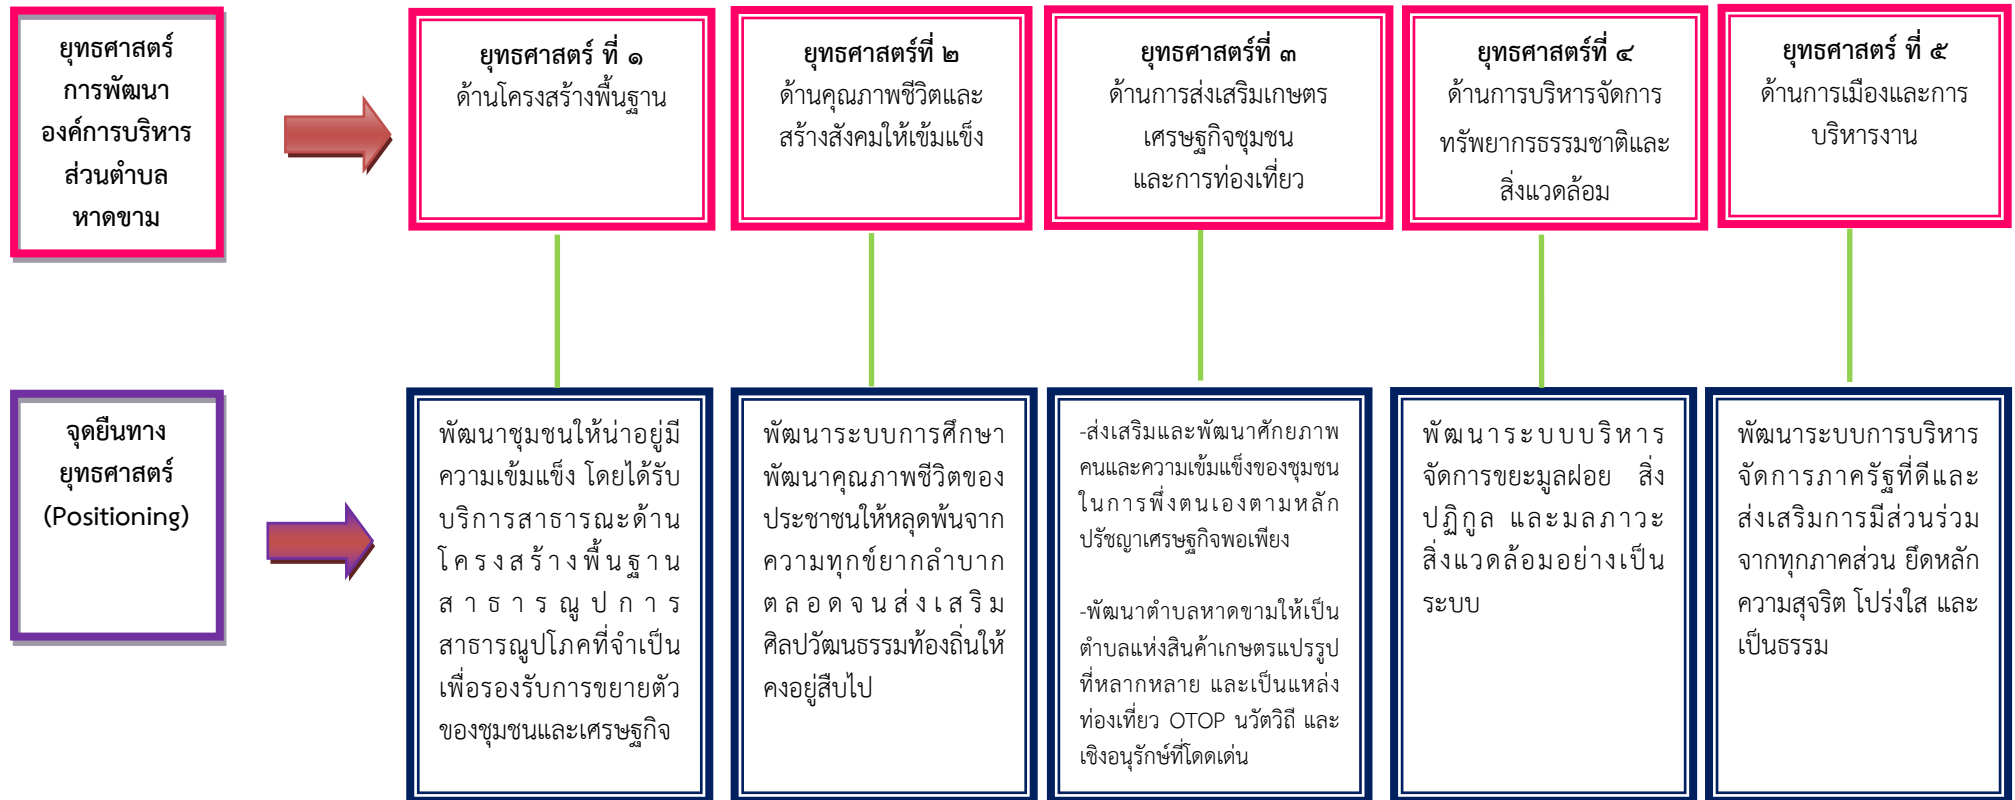 ยุทธศาสตร์
การพัฒนา
องค์การบริหาร
ส่วนตำบล
หาดขาม
ยุทธศาสตร์ ที่ ๑
ด้านโครงสร้างพื้นฐาน
ยุทธศาสตร์ที่ ๒
ด้านคุณภาพชีวิตและ
สร้างสังคมให้เข้มแข็ง
ยุทธศาสตร์ที่ ๓
ด้านการส่งเสริมเกษตร
เศรษฐกิจชุมชน
และการท่องเที่ยว
ยุทธศาสตร์ที่ ๔
ด้านการบริหารจัดการ
ทรัพยากรธรรมชาติและ
สิ่งแวดล้อม
ยุทธศาสตร์ ที่ ๕
ด้านการเมืองและการ
บริหารงาน
จุดยืนทาง
ยุทธศาสตร์
(Positioning)
พัฒนาชุมชนให้น่าอยู่มี
ความเข้มแข็ง โดยได้รับ
บริการสาธารณะด้าน
โครงสร้างพื้นฐาน
สาธารณูปการ
สาธารณูปโภคที่จำเป็น
เพื่อรองรับการขยายตัว
ของชุมชนและเศรษฐกิจ
พัฒนาระบบการศึกษา
พัฒนาคุณภาพชีวิตของ
ประชาชนให้หลุดพ้นจาก
ความทุกข์ยากลำบาก
ตลอดจนส่งเสริม
ศิลปวัฒนธรรมท้องถิ่นให้
คงอยู่สืบไป
-ส่งเสริมและพัฒนาศักยภาพ
คนและความเข้มแข็งของชุมชน
ในการพึ่งตนเองตามหลัก
ปรัชญาเศรษฐกิจพอเพียง
-พัฒนาตำบลหาดขามให้เป็น
ตำบลแห่งสินค้าเกษตรแปรรูป
ที่หลากหลาย และเป็นแหล่ง
ท่องเที่ยว OTOP นวัตวิถี และ
เชิงอนุรักษ์ที่โดดเด่น
พัฒนาระบบบริหาร
จัดการขยะมูลฝอย สิ่ง
ปฏิกูล และมลภาวะ
สิ่งแวดล้อมอย่างเป็น
ระบบ
พัฒนาระบบการบริหาร
จัดการภาครัฐที่ดีและ
ส่งเสริมการมีส่วนร่วม
จากทุกภาคส่วน ยึดหลัก
ความสุจริต โปร่งใส และ
เป็นธรรม